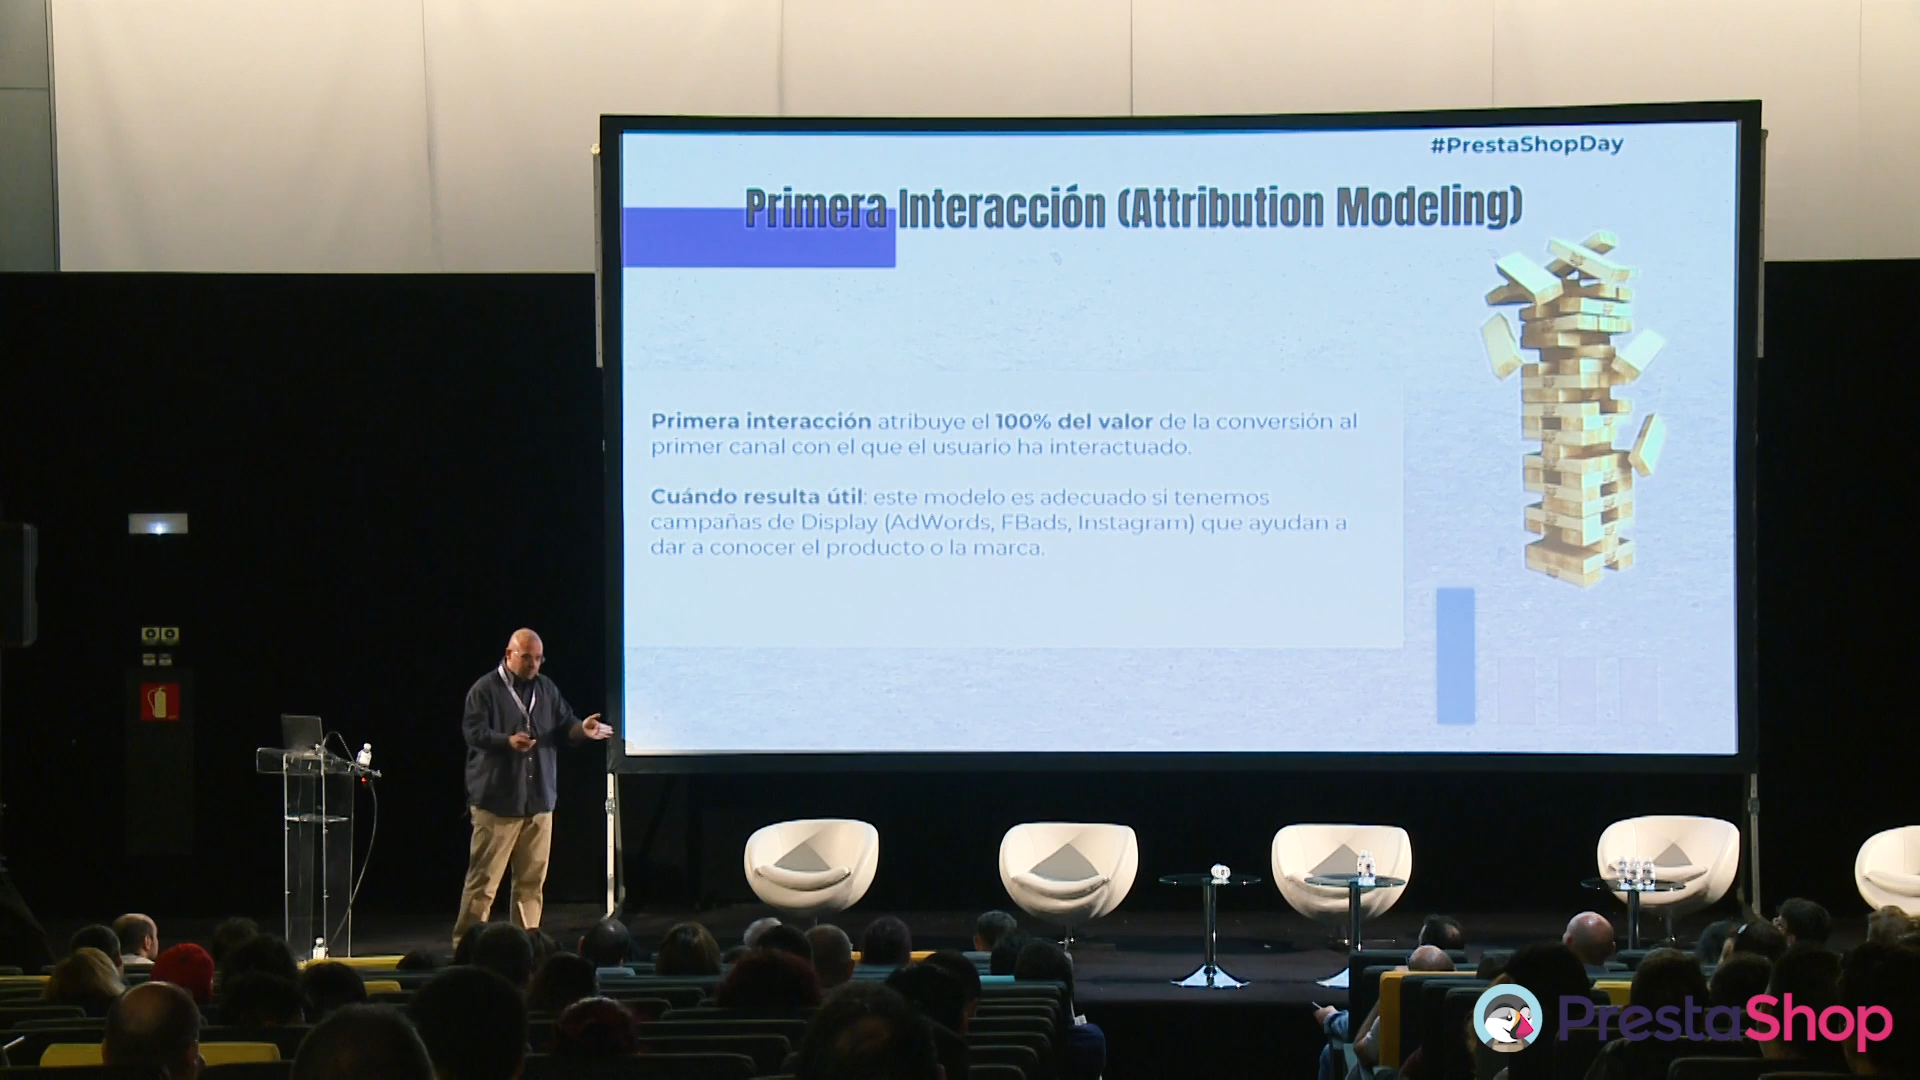 #PrestaShopDay
Primera Interacción (Attribution Modeling)
Primera interacción atribuye el 100% del valor de la conversión al
primer canal con el que el usuario ha interactuado.
Cuándo resulta útil: este modelo es adecuado si tenemos
campañas de Display (AdWords, FBads, Instagram) que ayudan a
dar a conocer el producto o la marca.
PrestaShop